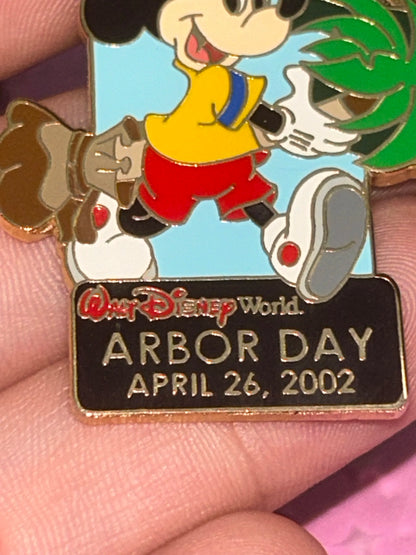 Walt Disney World.
ARBOR DAY
APRIL 26, 2002